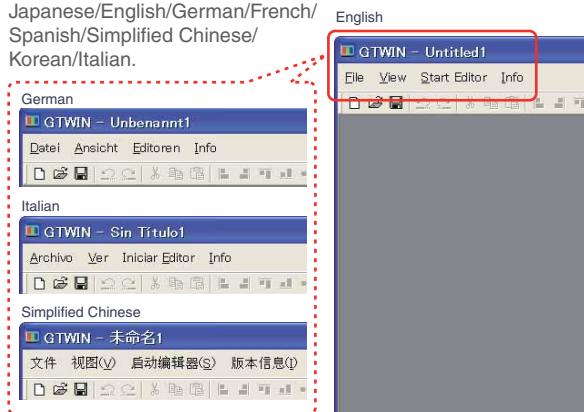 Japanese/English/German/French/
Spanish/Simplified Chinese/
Korean/Italian.
German
GTWIN - Unbenannt1
Datei Ansicht Editoren Info
Italian
GTWIN - Sin Título1
Archivo Ver Iniciar Editor Info
Simplified Chinese
GTWIN - 未命名1
文件 视图(V) 启动编辑器(S) 版本信息(I)
English
GTWIN - Untitled1
File View Start Editor Info